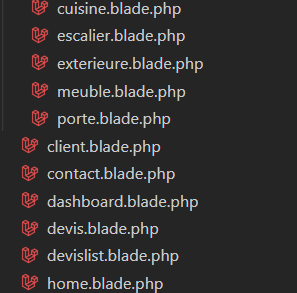 cuisine.blade.php
escalier.blade.php
exterieure.blade.php
meuble.blade.php
porte.blade.php
client.blade.php
contact.blade.php
dashboard.blade.php
devis.blade.php
devislist.blade.php
home.blade.php